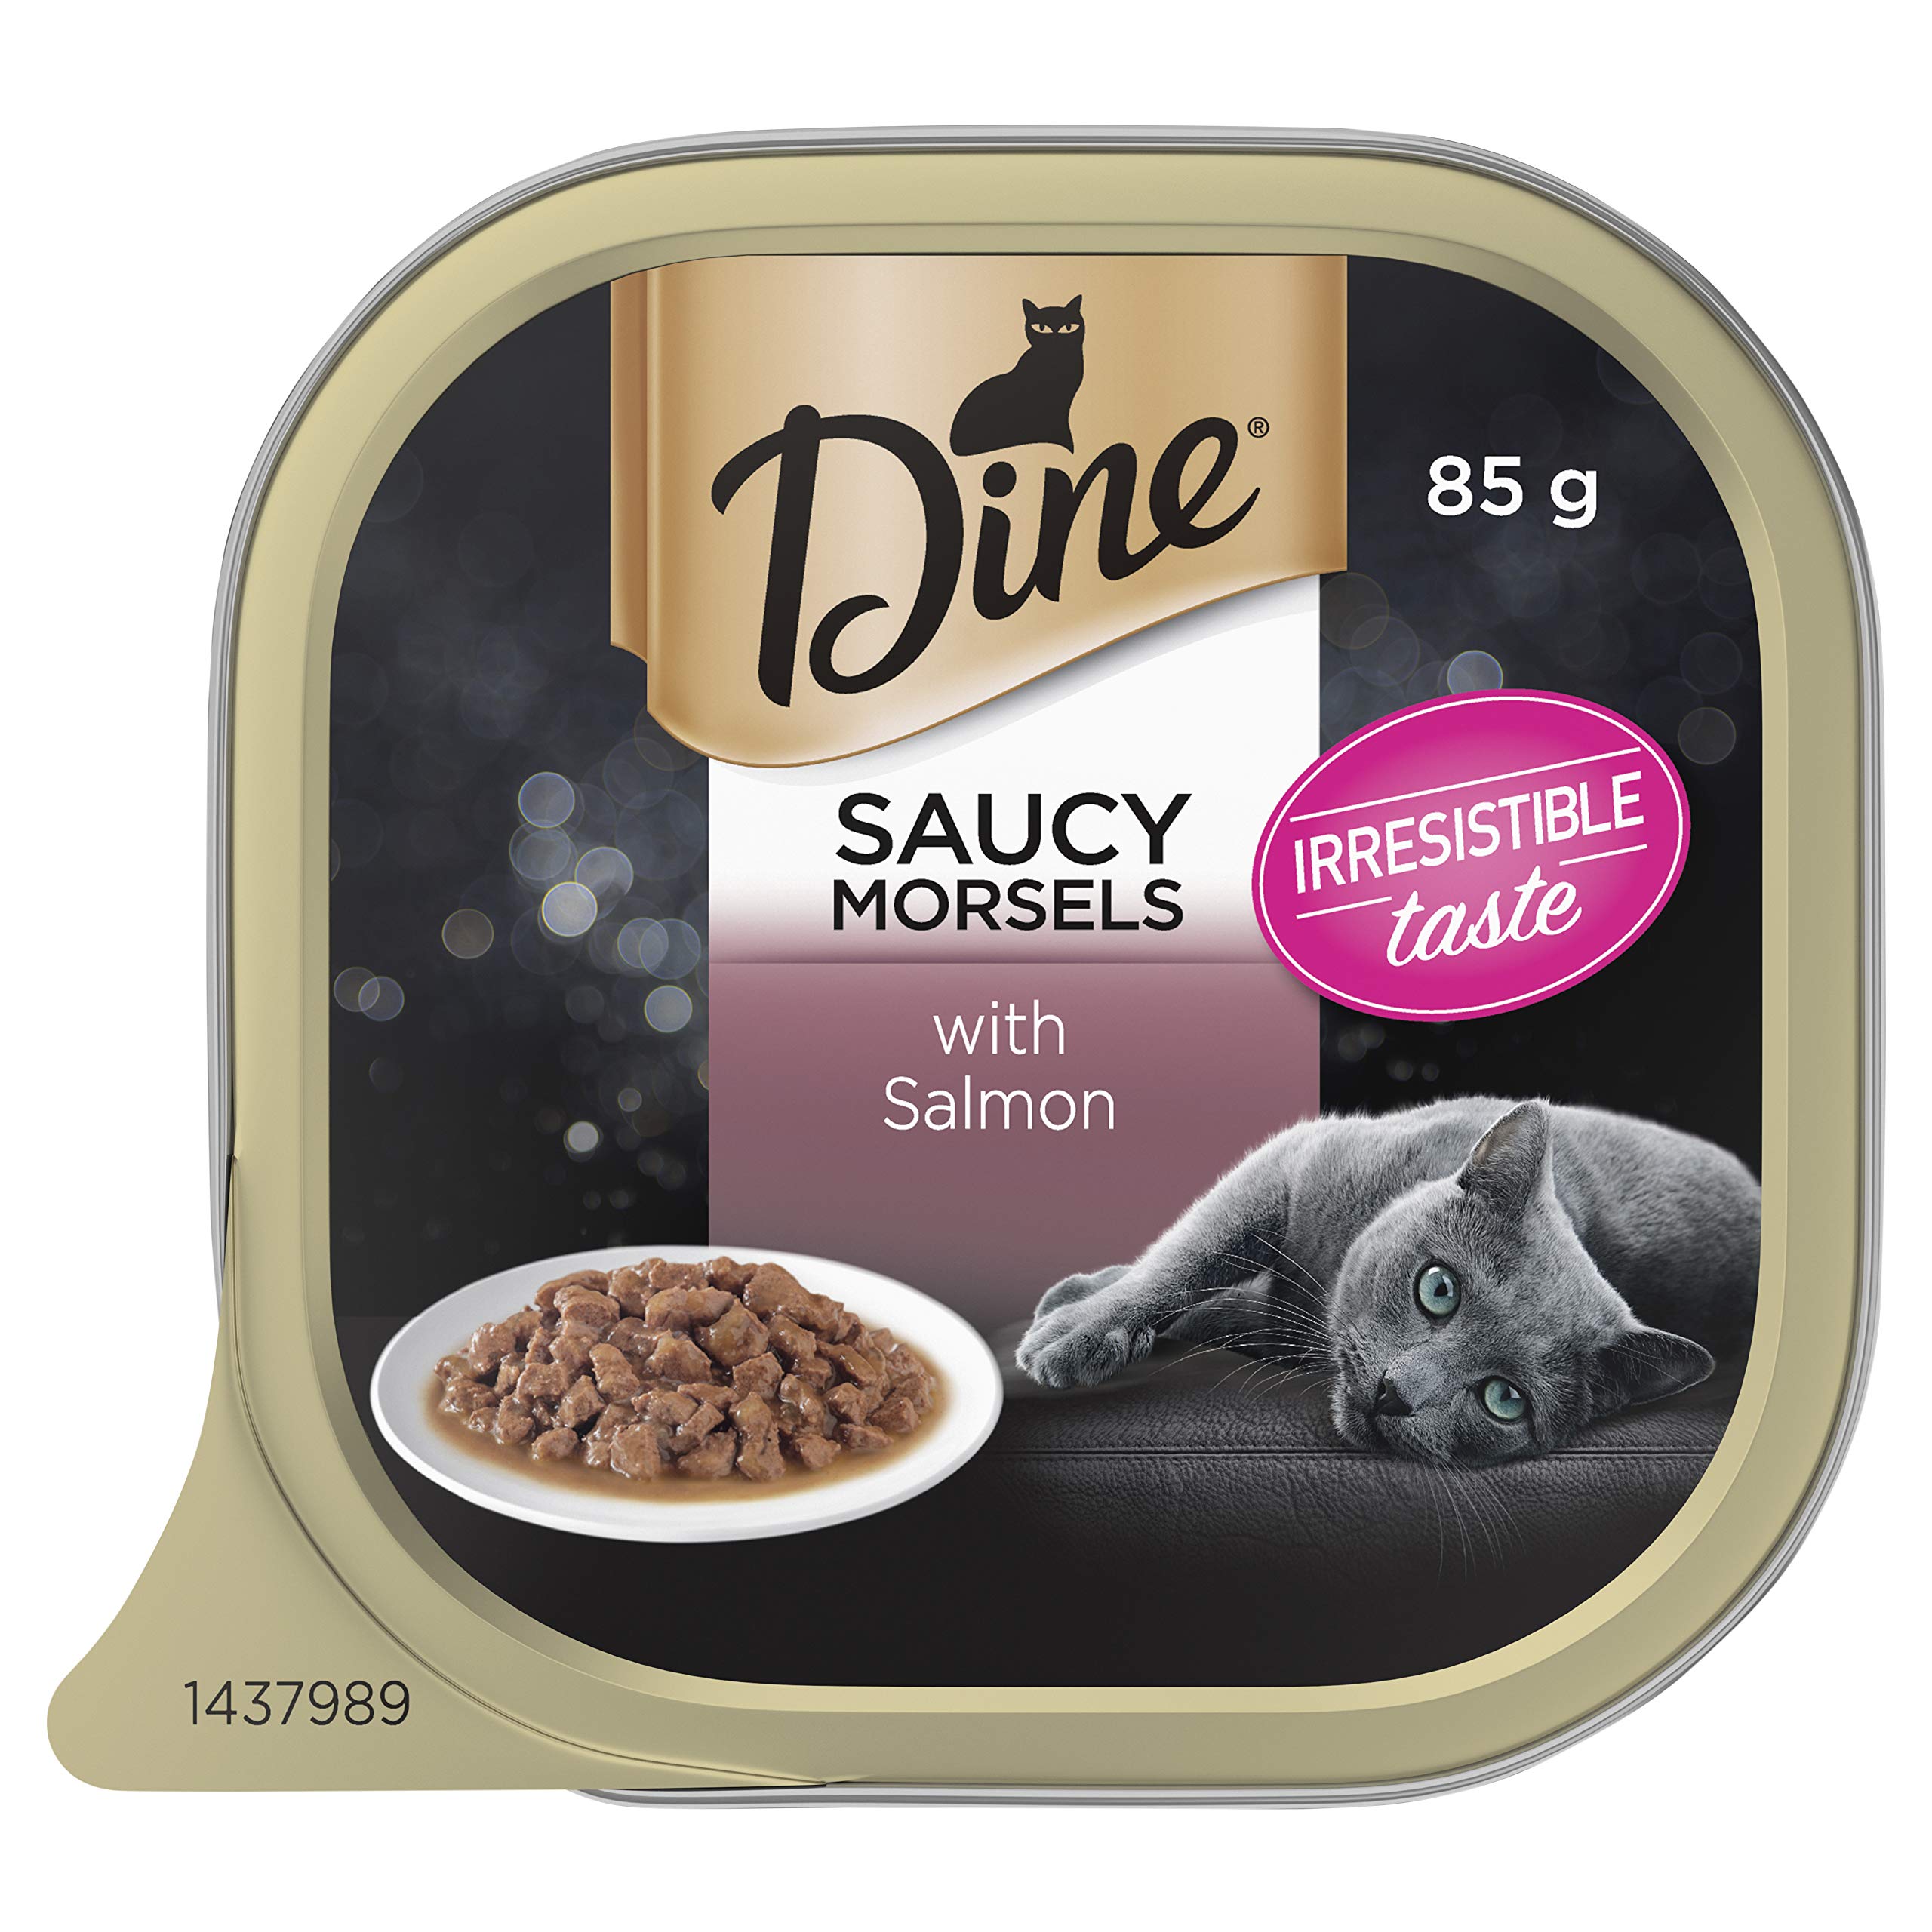 Dine®
85 g
SAUCY
MORSELS
IRRESISTIBLE
taste
with
Salmon
1437989